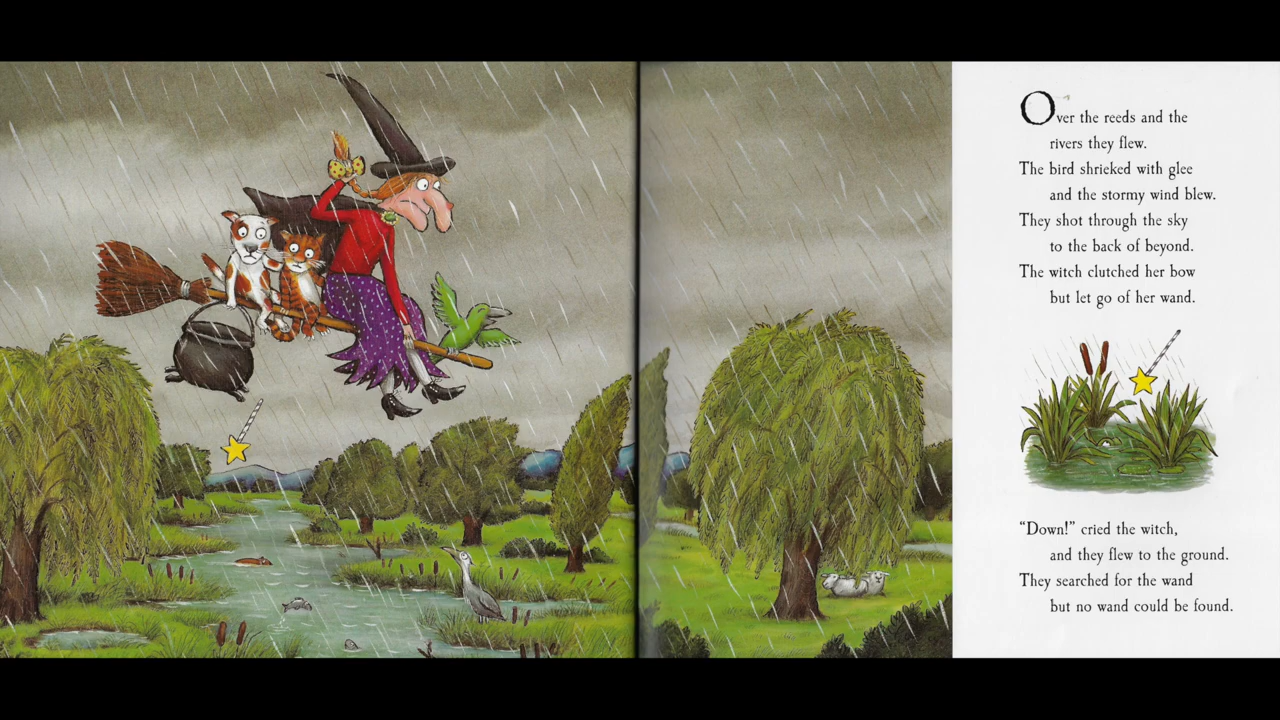 Over the reeds and the
rivers they flew.
The bird shrieked with glee
and the stormy wind blew.
They shot through the sky
to the back of beyond.
The witch clutched her bow
but let go of her wand.
“Down!” cried the witch,
and they flew to the ground.
They searched for the wand
but no wand could be found.